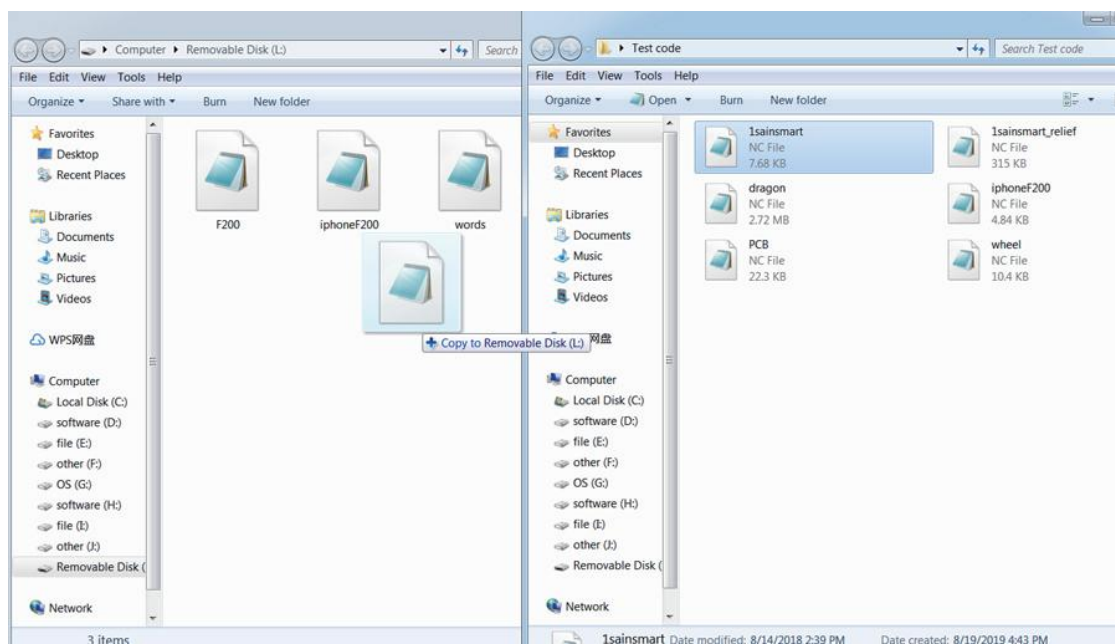 Computer ▸ Removable Disk (L:)
Search
File Edit View Tools Help
Organize Share with Burn New folder
Favorites
Desktop
Recent Places
Libraries
Documents
Music
Pictures
Videos
WPS网盘
Computer
Local Disk (C:)
software (D:)
file (E:)
other (F:)
OS (G:)
software (H:)
file (I:)
other (J:)
Removable Disk (
Network
F200
iphoneF200
words
Copy to Removable Disk (L:)
3 items
Test code
Search Test code
File Edit View Tools Help
Organize Open Burn New folder
Favorites
Desktop
Recent Places
Libraries
Documents
Music
Pictures
Videos
网盘
Computer
Local Disk (C:)
software (D:)
file (E:)
other (F:)
OS (G:)
software (H:)
file (I:)
other (J:)
Removable Disk (
Network
1sainsmart
NC File
7.68 KB
1sainsmart_relief
NC File
315 KB
dragon
NC File
2.72 MB
iphoneF200
NC File
4.84 KB
PCB
NC File
22.3 KB
wheel
NC File
10.4 KB
1sainsmart Date modified: 8/14/2018 2:39 PM Date created: 8/19/2019 4:43 PM